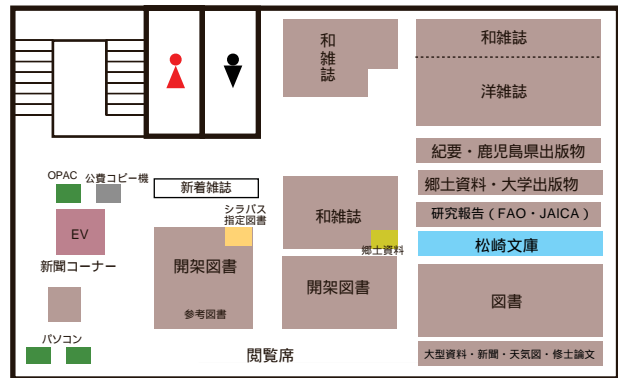 和雑誌
和雑誌
洋雑誌
紀要・鹿児島県出版物
郷土資料・大学出版物
研究報告（FAO・JAICA）
松崎文庫
図書
大型資料・新聞・天気図・修士論文
OPAC
公費コピー機
新着雑誌
EV
新聞コーナー
シラバス
指定図書
開架図書
参考図書
和雑誌
郷土資料
開架図書
パソコン
閲覧席